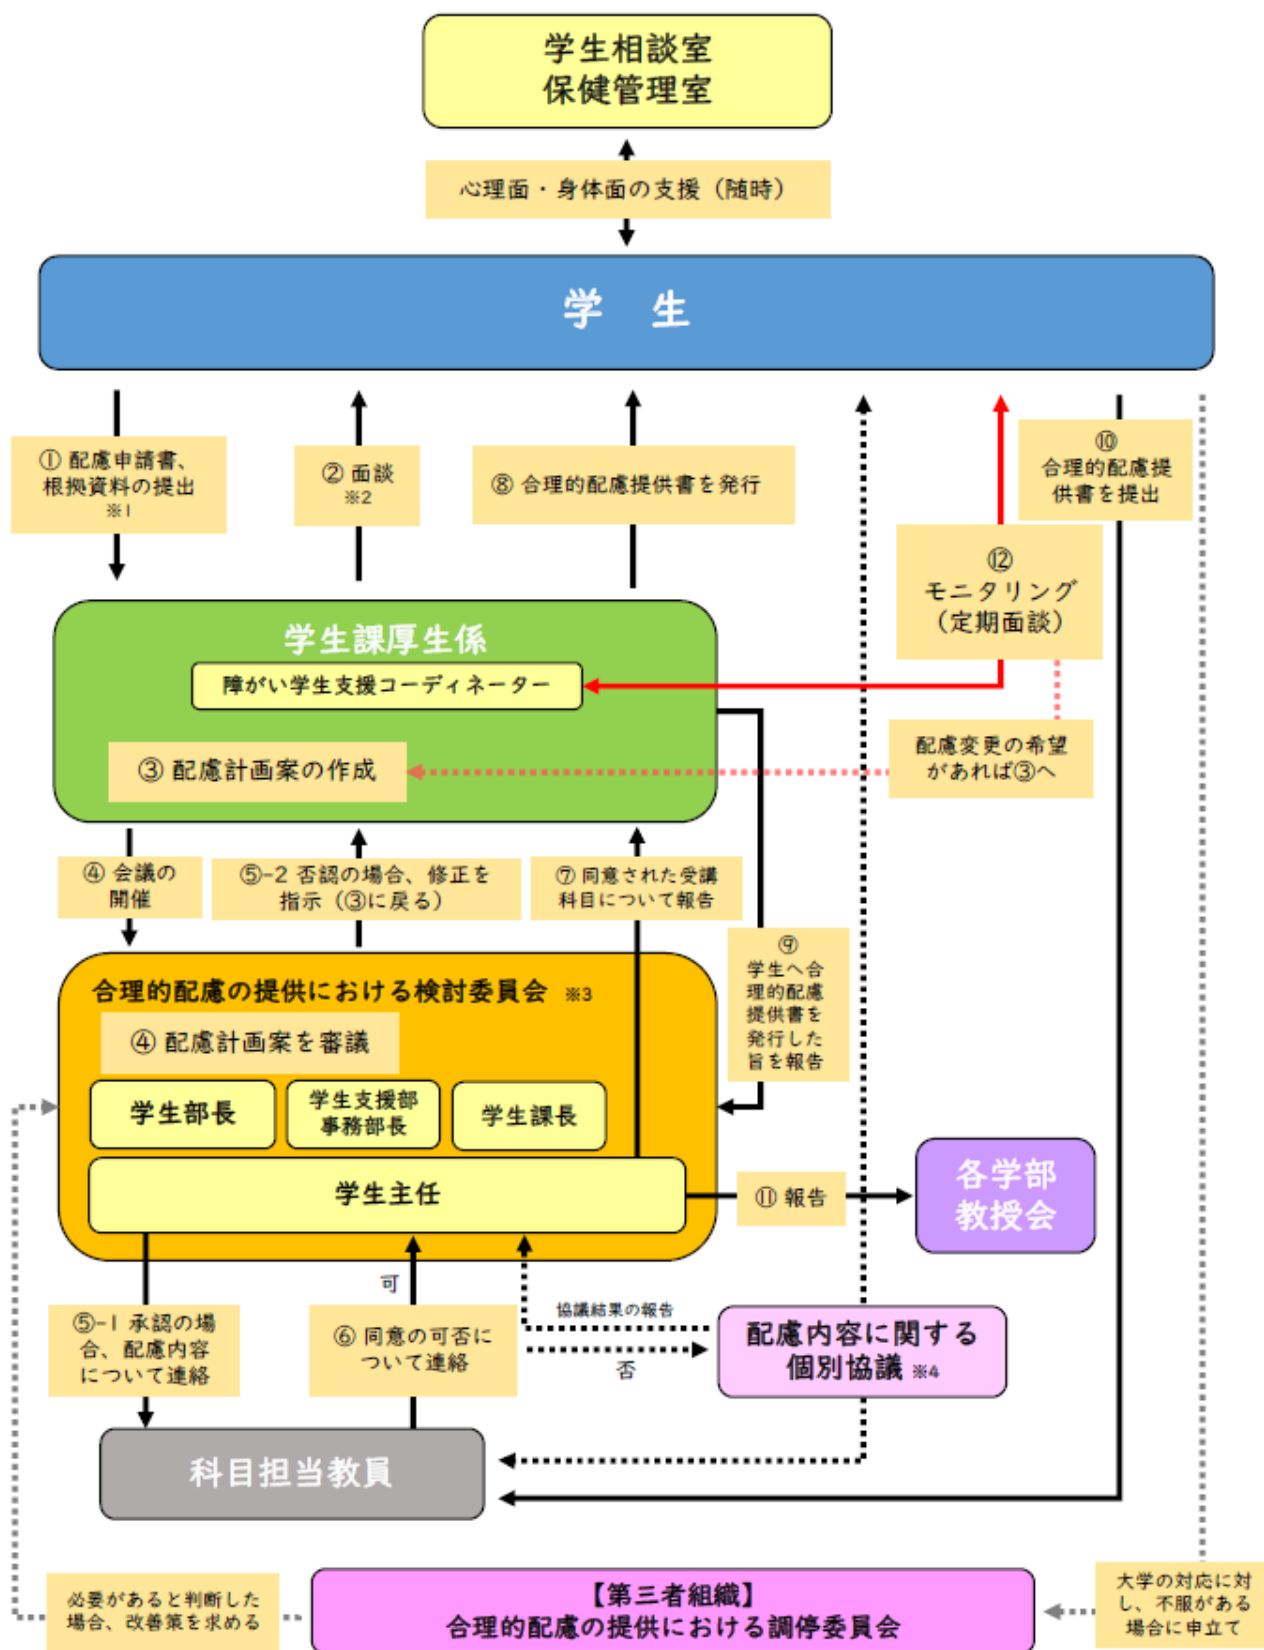 学生相談室
保健管理室
心理面・身体面の支援（随時）
学　生
① 配慮申請書、
根拠資料の提出
※1
② 面談
※2
⑧ 合理的配慮提供書を発行
⑩
合理的配慮提
供書を提出
⑫
モニタリング
（定期面談）
学生課厚生係
障がい学生支援コーディネーター
③ 配慮計画案の作成
配慮変更の希望
があれば③へ
④ 会議の
開催
⑤-2 否認の場合、修正を
指示（③に戻る）
⑦ 同意された受講
科目について報告
⑨
学生へ合
理的配慮
提供書を
発行した
旨を報告
合理的配慮の提供における検討委員会 ※3
④ 配慮計画案を審議
学生部長
学生支援部
事務部長
学生課長
学生主任
⑪ 報告
各学部
教授会
可
⑤-1 承認の場
合、配慮内容
について連絡
⑥ 同意の可否に
ついて連絡
協議結果の報告
否
配慮内容に関する
個別協議 ※4
科目担当教員
必要があると判断した
場合、改善策を求める
【第三者組織】
合理的配慮の提供における調停委員会
大学の対応に対
し、不服がある
場合に申立て